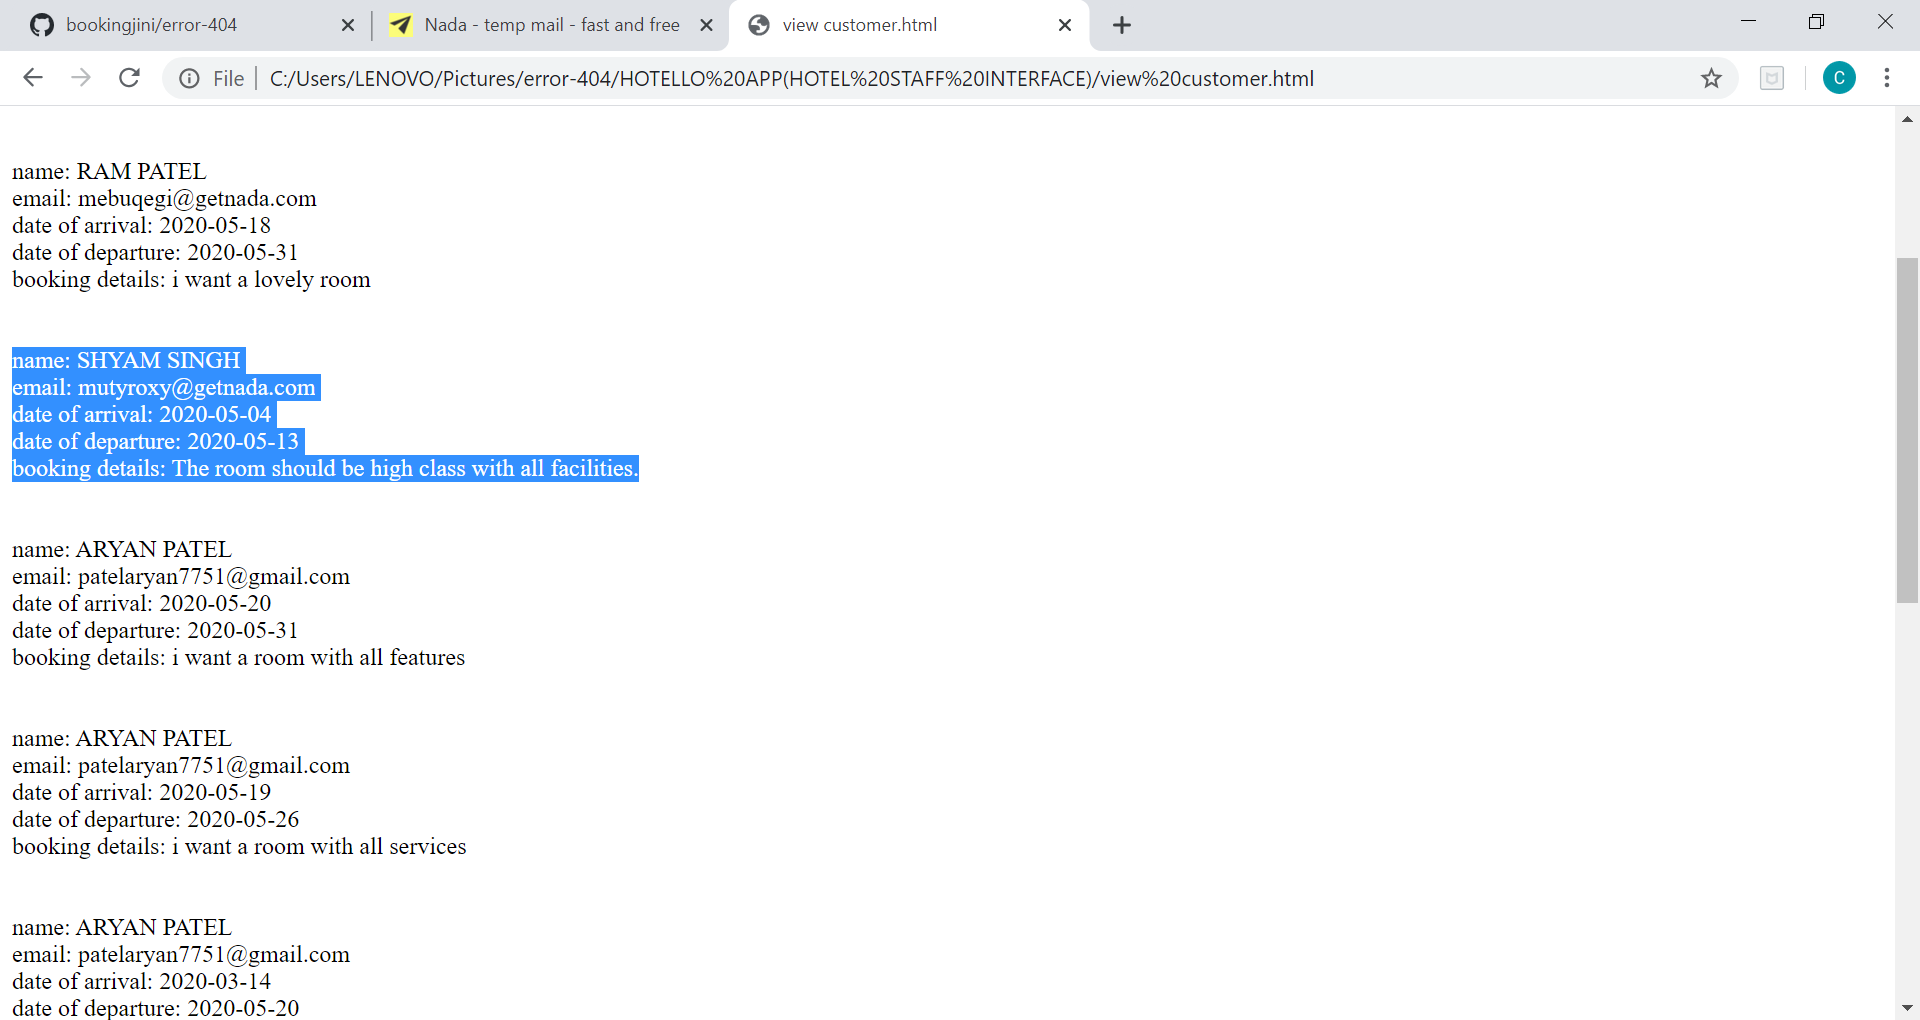 bookingjini/error-404
Nada - temp mail - fast and free
view customer.html
File
C:/Users/LENOVO/Pictures/error-404/HOTELLO%20APP(HOTEL%20STAFF%20INTERFACE)/view%20customer.html
C
name: RAM PATEL
email: mebuqegi@getnada.com
date of arrival: 2020-05-18
date of departure: 2020-05-31
booking details: i want a lovely room
name: SHYAM SINGH
email: mutyroxy@getnada.com
date of arrival: 2020-05-04
date of departure: 2020-05-13
booking details: The room should be high class with all facilities.
name: ARYAN PATEL
email: patelaryan7751@gmail.com
date of arrival: 2020-05-20
date of departure: 2020-05-31
booking details: i want a room with all features
name: ARYAN PATEL
email: patelaryan7751@gmail.com
date of arrival: 2020-05-19
date of departure: 2020-05-26
booking details: i want a room with all services
name: ARYAN PATEL
email: patelaryan7751@gmail.com
date of arrival: 2020-03-14
date of departure: 2020-05-20